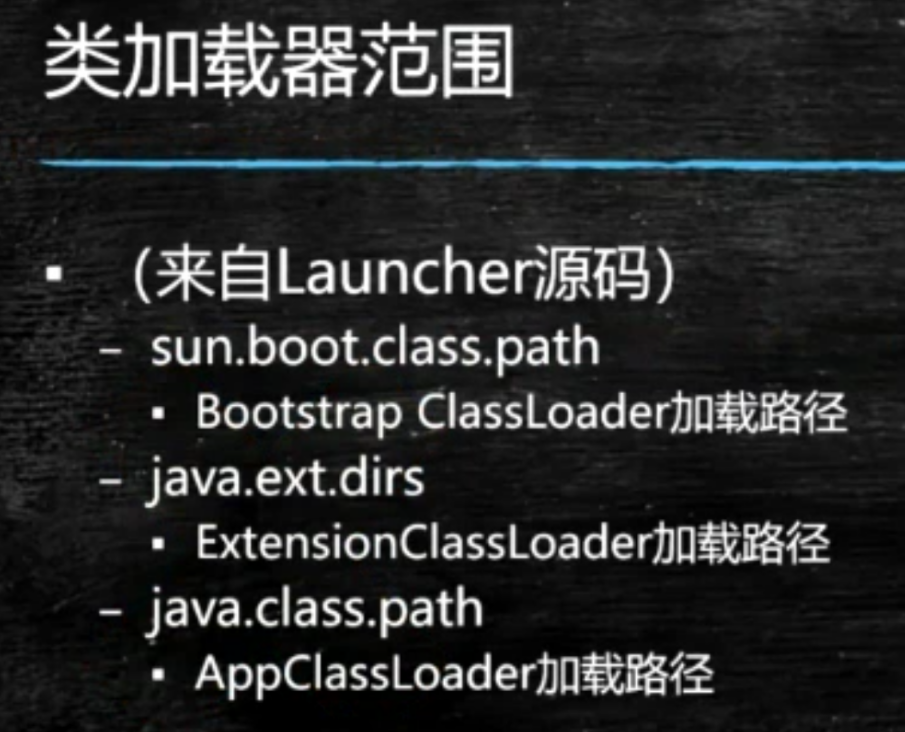 类加载器范围
▪ （来自Launcher源码）
– sun.boot.class.path
▪ Bootstrap ClassLoader加载路径
– java.ext.dirs
▪ ExtensionClassLoader加载路径
– java.class.path
▪ AppClassLoader加载路径